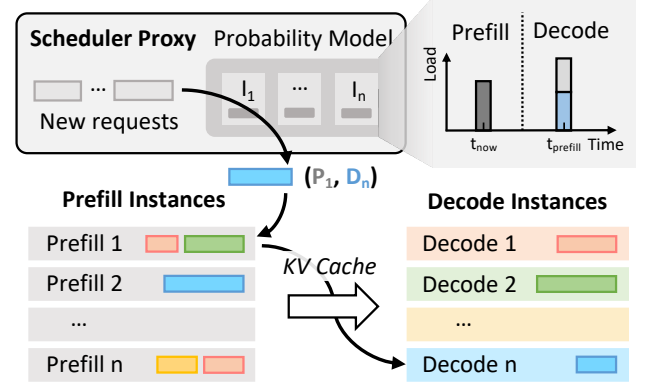 Scheduler Proxy
Probability Model
...
New requests
I1
...
In
Load
Prefill
Decode
tnow
tprefill
Time
(P1, Dn)
Prefill Instances
Prefill 1
Prefill 2
...
Prefill n
KV Cache
Decode Instances
Decode 1
Decode 2
...
Decode n